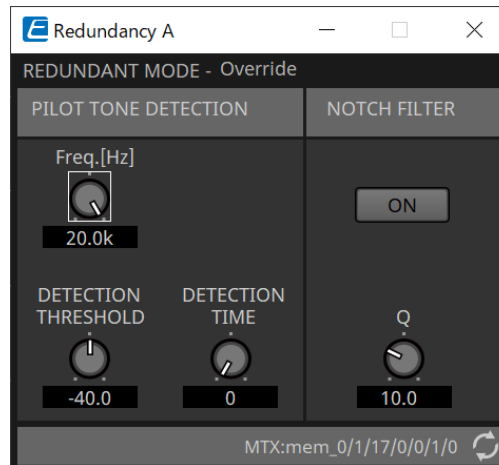 Redundancy A
REDUNDANT MODE - Override
PILOT TONE DETECTION
NOTCH FILTER
Freq.[Hz]
20.0k
ON
DETECTION THRESHOLD
DETECTION TIME
Q
-40.0
0
10.0
MTX:mem_0/1/17/0/0/1/0